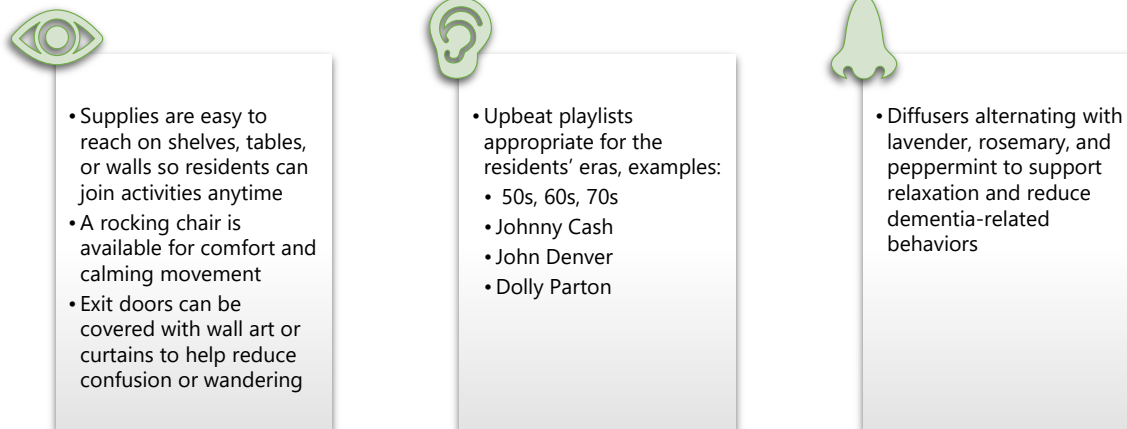 • Supplies are easy to
reach on shelves, tables,
or walls so residents can
join activities anytime
• A rocking chair is
available for comfort and
calming movement
• Exit doors can be
covered with wall art or
curtains to help reduce
confusion or wandering
• Upbeat playlists
appropriate for the
residents’ eras, examples:
• 50s, 60s, 70s
• Johnny Cash
• John Denver
• Dolly Parton
• Diffusers alternating with
lavender, rosemary, and
peppermint to support
relaxation and reduce
dementia-related
behaviors